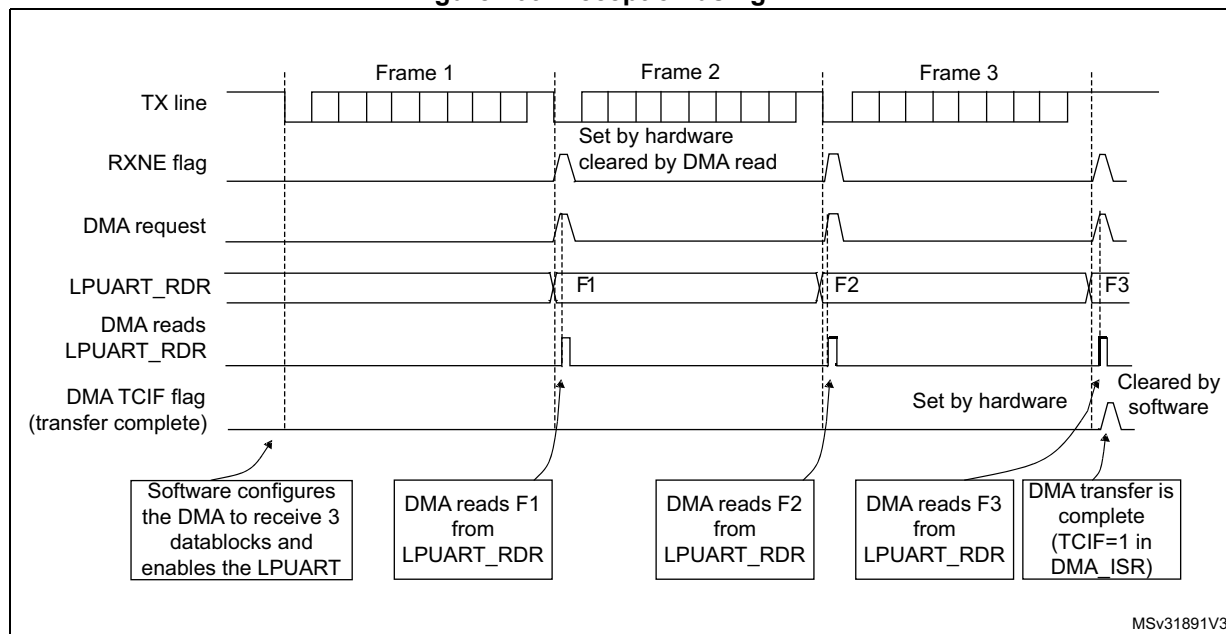 Frame 1
Frame 2
Frame 3
TX line
Set by hardware
cleared by DMA read
RXNE flag
DMA request
LPUART_RDR
F1
F2
F3
DMA reads
LPUART_RDR
DMA TCIF flag
(transfer complete)
Set by hardware
Cleared by
software
Software configures
the DMA to receive 3
datablocks and
enables the LPUART
DMA reads F1
from
LPUART_RDR
DMA reads F2
from
LPUART_RDR
DMA reads F3
from
LPUART_RDR
DMA transfer is
complete
(TCIF=1 in
DMA_ISR)
MSv31891V3